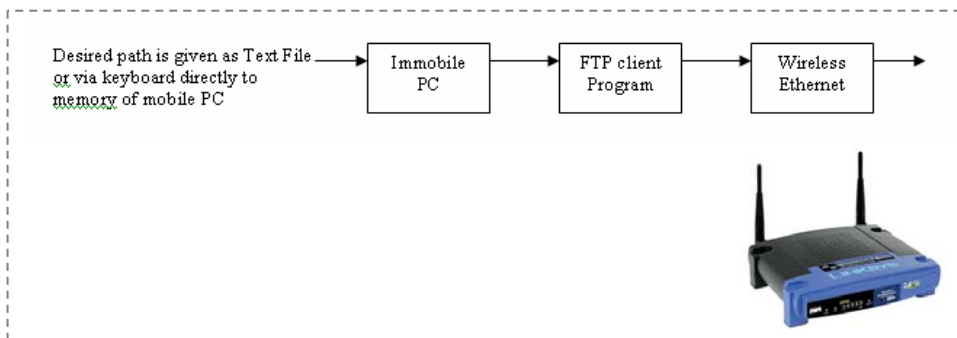 Desired path is given as Text File
or via keyboard directly to
memory of mobile PC
Immobile
PC
FTP client
Program
Wireless
Ethernet
LINKSYS